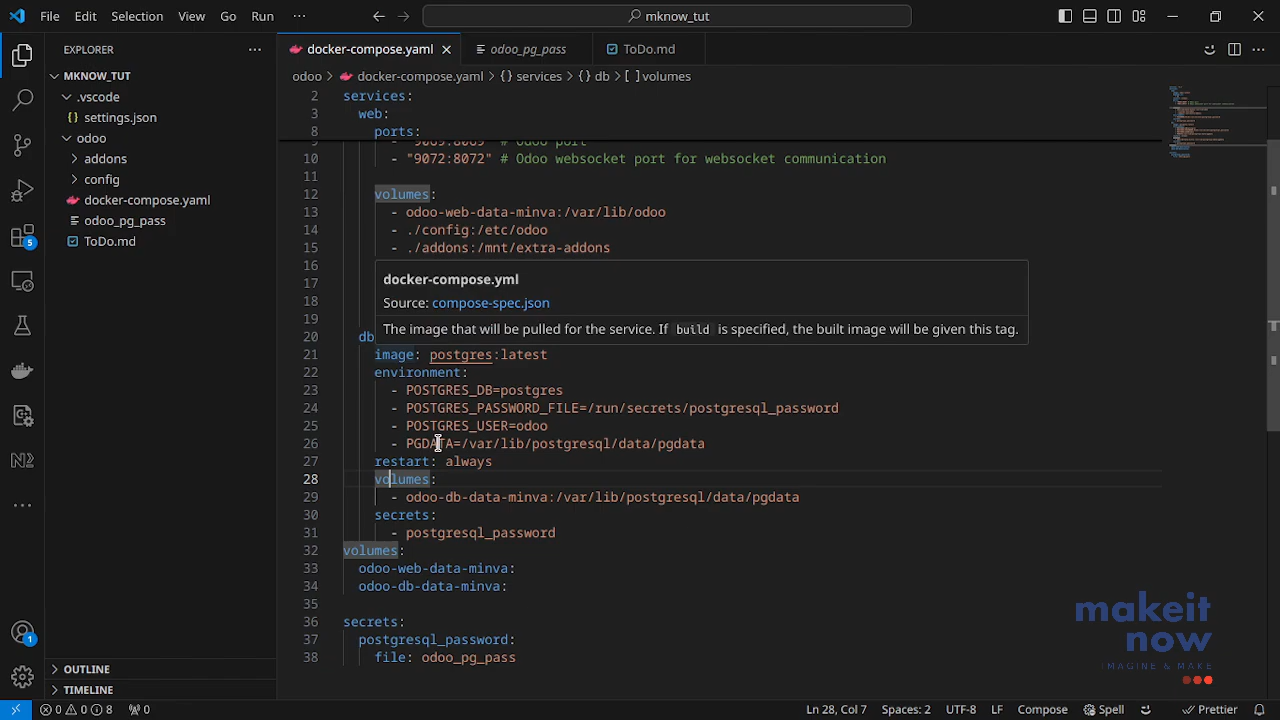 File Edit Selection View Go Run ··· mknow_tut
EXPLORER
docker-compose.yaml odoo_pg_pass ToDo.md
MKNOW_TUT
odoo > docker-compose.yaml > {} services > {} db > [ ] volumes
.vscode
settings.json
odoo
addons
config
docker-compose.yaml
odoo_pg_pass
ToDo.md
5
2 services:
3 web:
8 ports:
9 - "9069:8069" # Odoo port
10 - "9072:8072" # Odoo websocket port for websocket communication
11
12 volumes:
13 - odoo-web-data-minva:/var/lib/odoo
14 - ./config:/etc/odoo
15 - ./addons:/mnt/extra-addons
16
17
18
19
docker-compose.yml
Source: compose-spec.json
The image that will be pulled for the service. If build is specified, the built image will be given this tag.
20 db
21 image: postgres:latest
22 environment:
23 - POSTGRES_DB=postgres
24 - POSTGRES_PASSWORD_FILE=/run/secrets/postgresql_password
25 - POSTGRES_USER=odoo
26 - PGDATA=/var/lib/postgresql/data/pgdata
27 restart: always
28 volumes:
29 - odoo-db-data-minva:/var/lib/postgresql/data/pgdata
30 secrets:
31 - postgresql_password
32 volumes:
33 odoo-web-data-minva:
34 odoo-db-data-minva:
35
36 secrets:
37 postgresql_password:
38 file: odoo_pg_pass
makeit
now
IMAGINE & MAKE
1
OUTLINE
TIMELINE
0 0 8 0 Ln 28, Col 7 Spaces: 2 UTF-8 LF Compose Spell Prettier